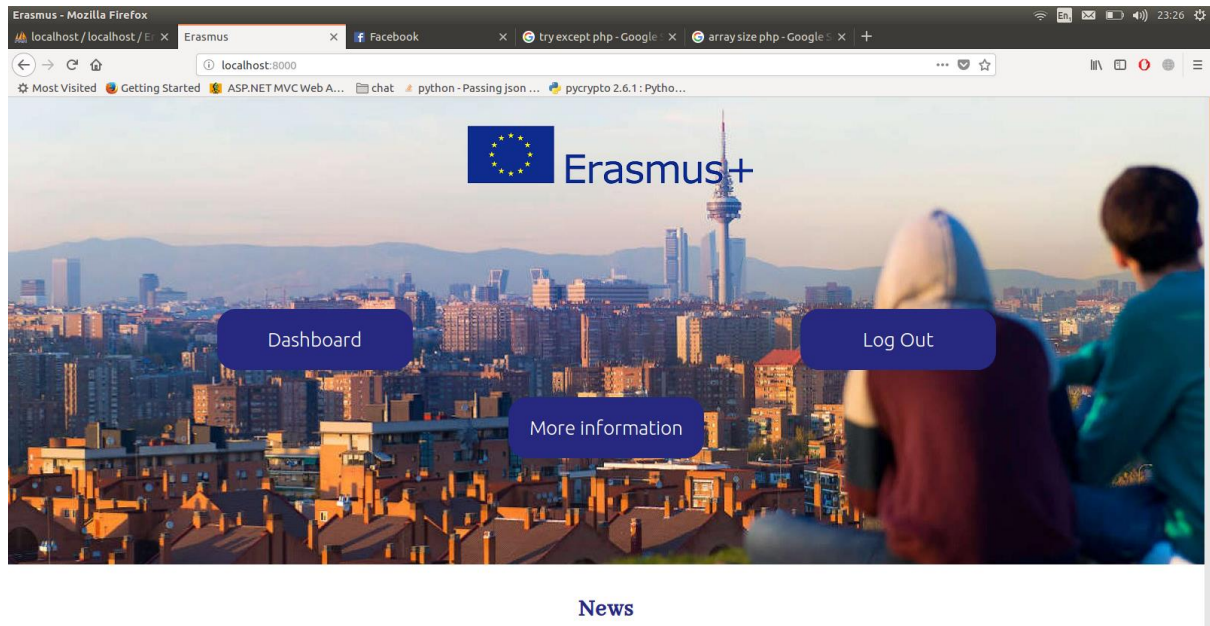 Erasmus - Mozilla Firefox
En, 23:26
localhost / localhost / Er
Erasmus
Facebook
try except php - Google S
array size php - Google S
localhost:8000
Most Visited Getting Started ASP.NET MVC Web A... chat python - Passing json ... pycrypto 2.6.1 : Pytho...
Erasmus+
Dashboard
Log Out
More information
News